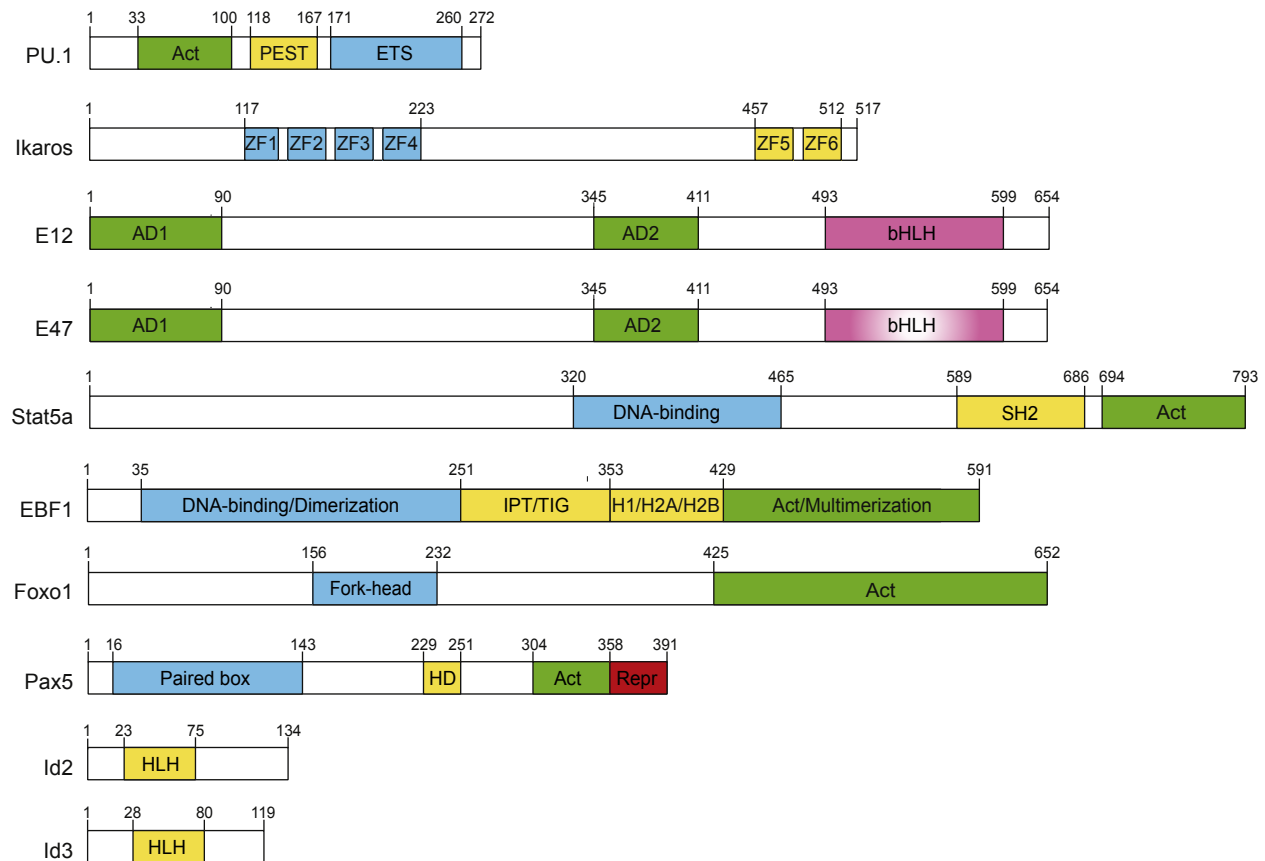 1 33 100 118 167 171 260 272
PU.1 Act PEST ETS
1 117 223 457 512 517
Ikaros ZF1 ZF2 ZF3 ZF4 ZF5 ZF6
1 90 345 411 493 599 654
E12 AD1 AD2 bHLH
1 90 345 411 493 599 654
E47 AD1 AD2 bHLH
1 320 465 589 686 694 793
Stat5a DNA-binding SH2 Act
1 35 251 353 429 591
EBF1 DNA-binding/Dimerization IPT/TIG H1/H2A/H2B Act/Multimerization
1 156 232 425 652
Foxo1 Fork-head Act
1 16 143 229 251 304 358 391
Pax5 Paired box HD Act Repr
1 23 75 134
Id2 HLH
1 28 80 119
Id3 HLH